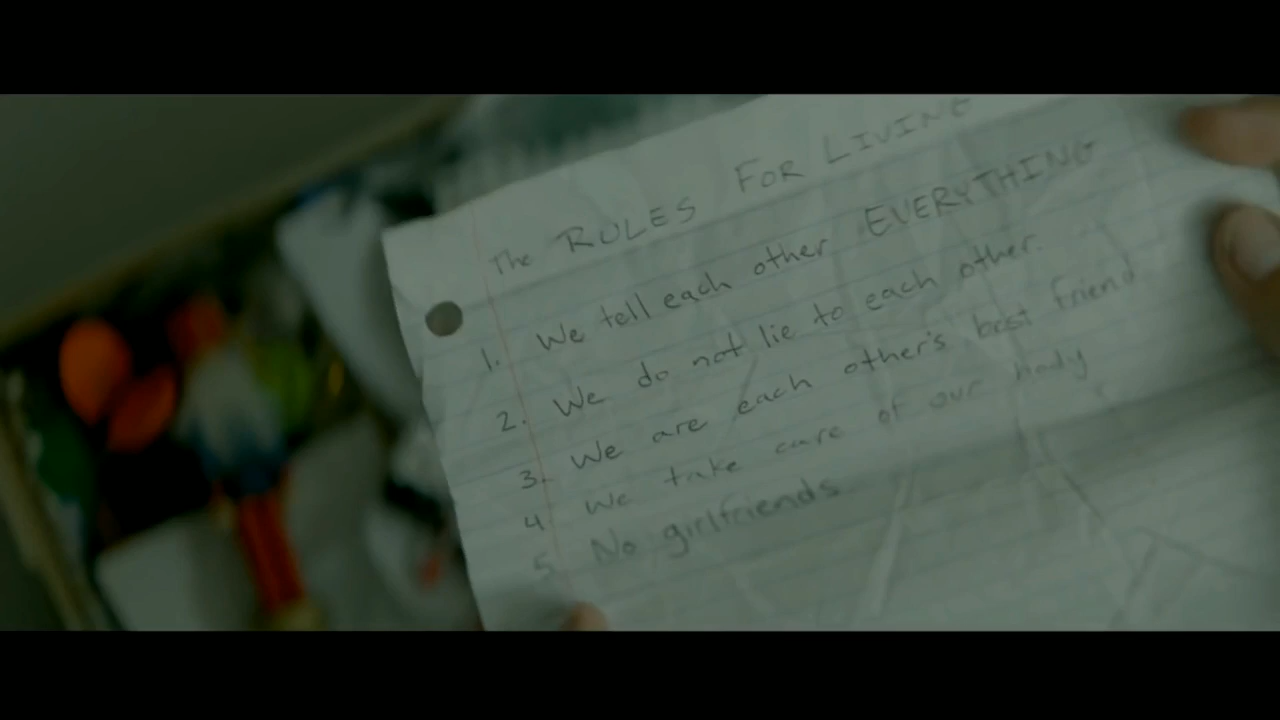 The RULES FOR LIVING
1. We tell each other EVERYTHING
2. We do not lie to each other.
3. We are each other's best friend
4 We take care of our body
5 No girlfriends